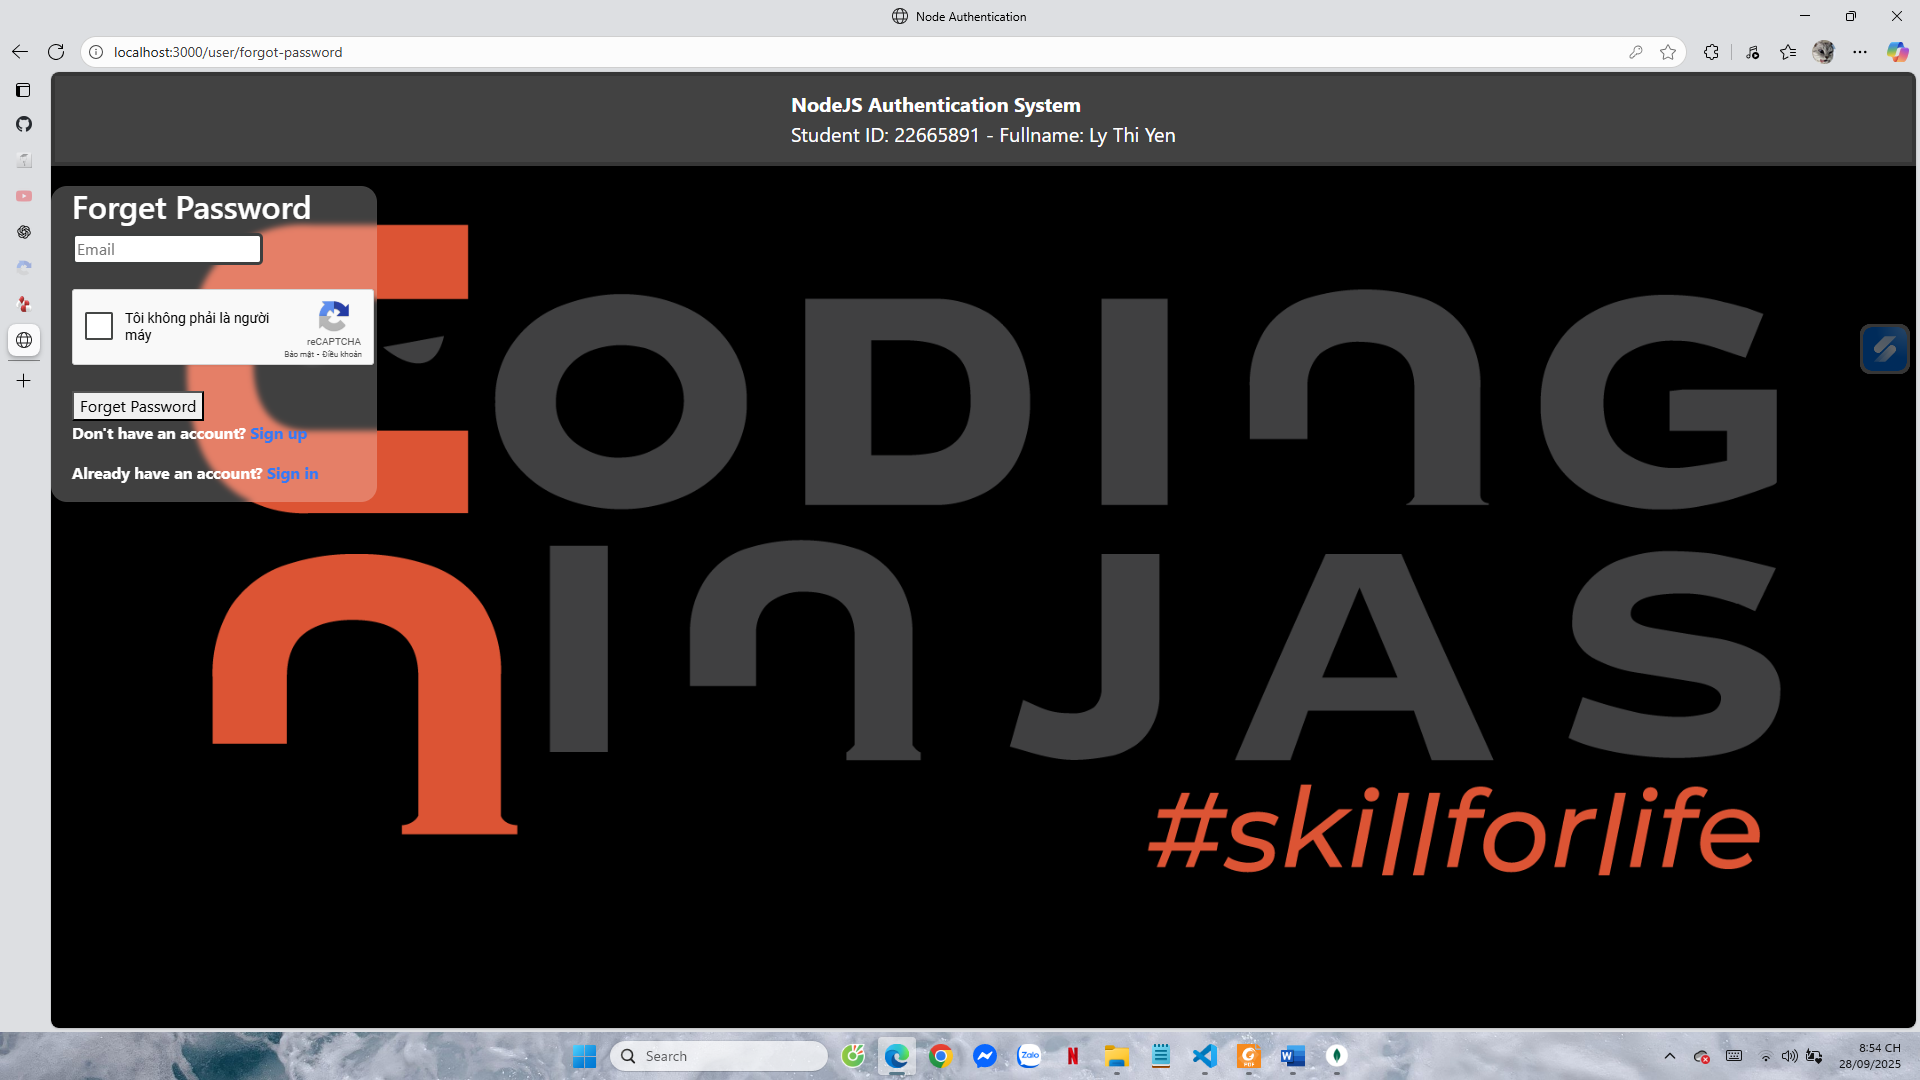 Node Authentication
localhost:3000/user/forgot-password
NodeJS Authentication System
Student ID: 22665891 - Fullname: Ly Thi Yen
Forget Password
Email
Tôi không phải là người
máy
reCAPTCHA
Bảo mật - Điều khoản
Forget Password
Don't have an account? Sign up
Already have an account? Sign in
CODING
NINJAS
#skillforlife
Search
Zalo
N
PDF
8:54 CH
28/09/2025